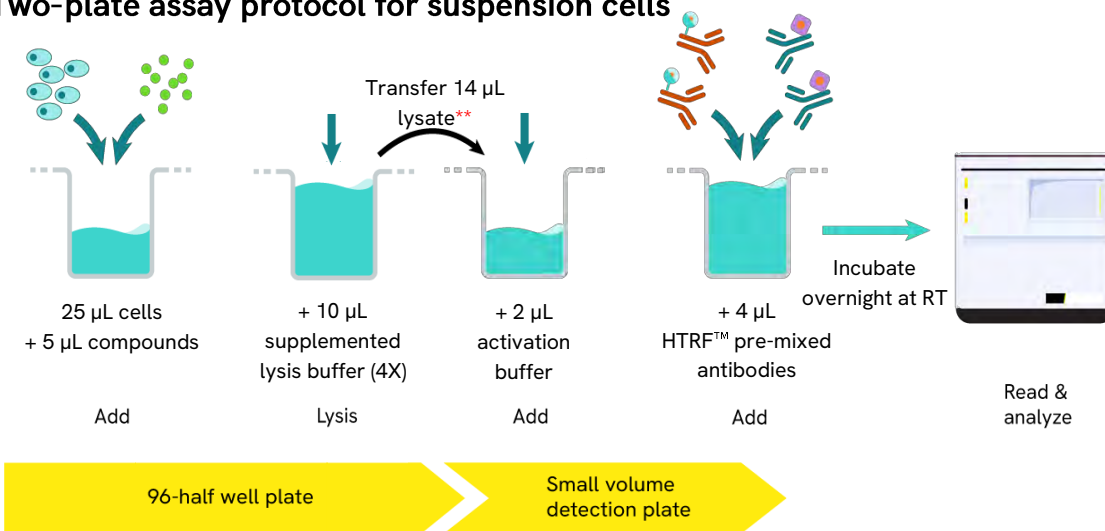 Two-plate assay protocol for suspension cells
Transfer 14 µL
lysate**
25 µL cells
+ 5 µL compounds
Add
+ 10 µL
supplemented
lysis buffer (4X)
Lysis
+ 2 µL
activation
buffer
Add
+ 4 µL
HTRF™ pre-mixed
antibodies
Add
Incubate
overnight at RT
Read &
analyze
96-half well plate
Small volume
detection plate